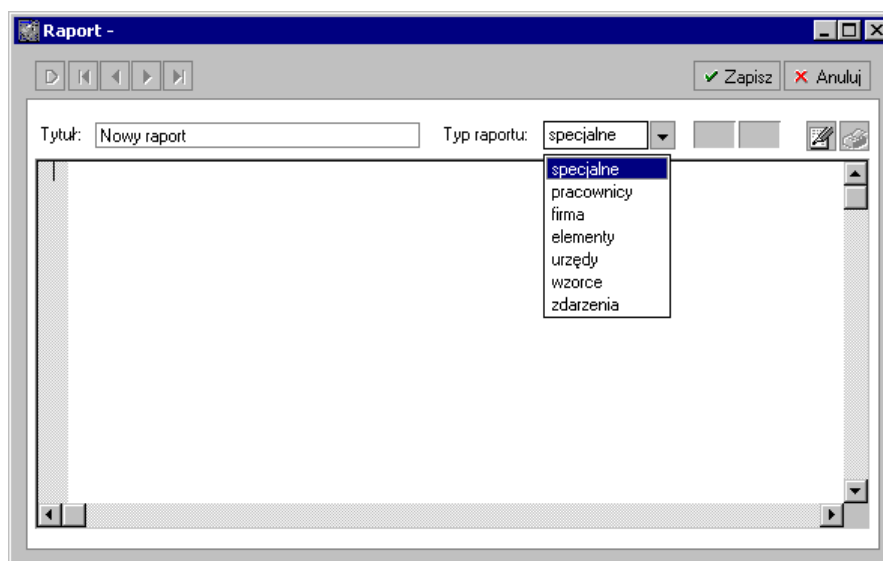 Raport -
Zapisz Anuluj
Tytuł: Nowy raport Typ raportu: specjalne
specjalne
pracownicy
firma
elementy
urzędy
wzorce
zdarzenia